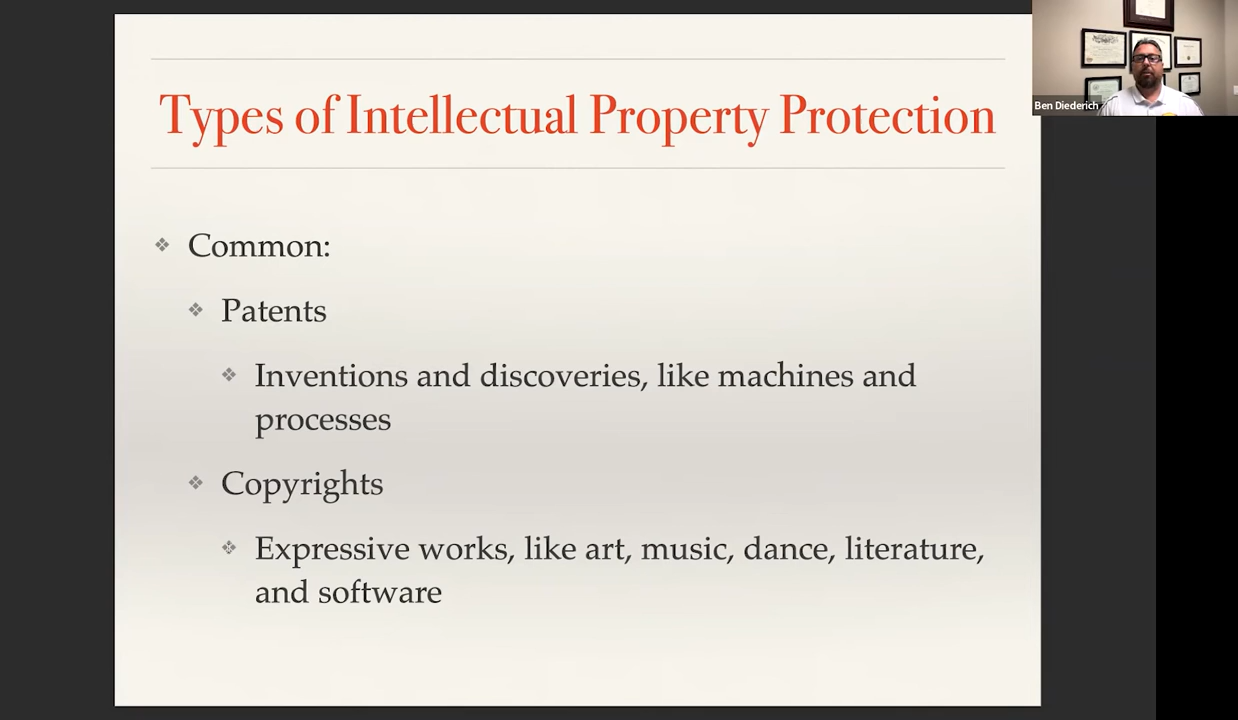 Types of Intellectual Property Protection
Ben Diederich
Common:
Patents
Inventions and discoveries, like machines and
processes
Copyrights
Expressive works, like art, music, dance, literature,
and software